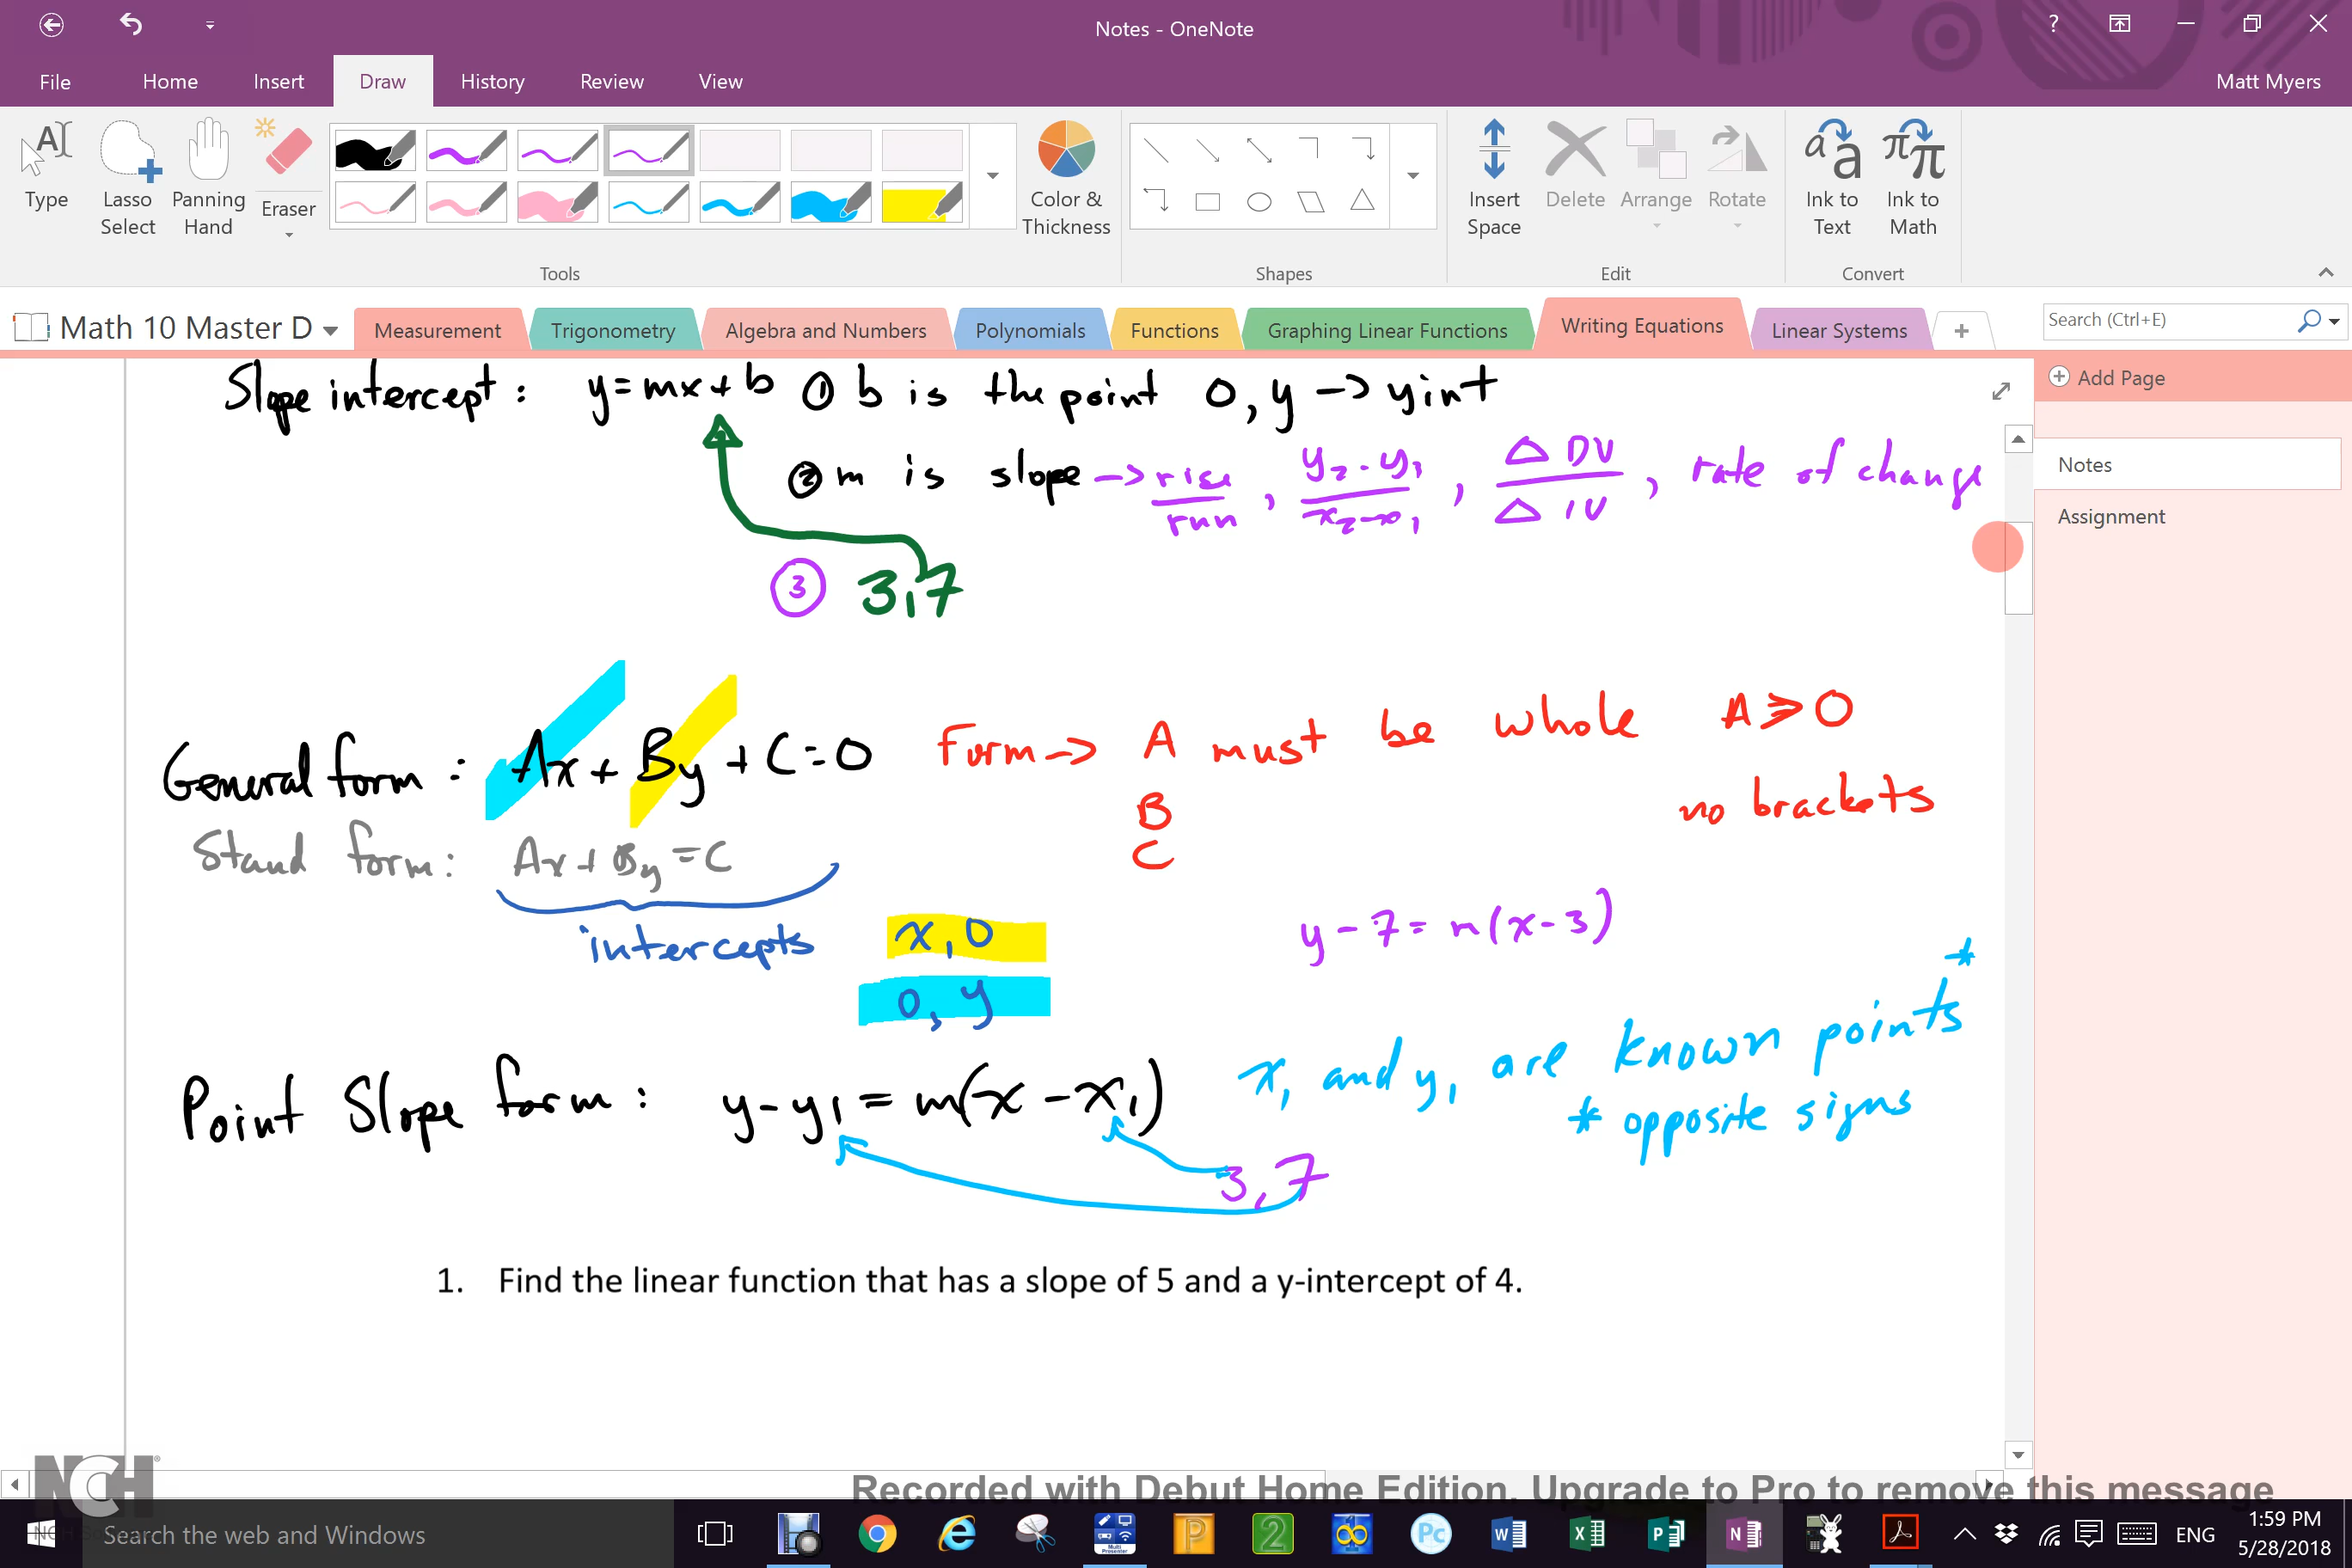 Notes - OneNote
?
File Home Insert Draw History Review View Matt Myers
Type
Lasso Select
Panning Hand
Eraser
Color & Thickness
Insert Space
Delete
Arrange
Rotate
Ink to Text
Ink to Math
Tools Shapes Edit Convert
Math 10 Master D Measurement Trigonometry Algebra and Numbers Polynomials Functions Graphing Linear Functions Writing Equations Linear Systems + Search (Ctrl+E)
Add Page
Notes
Assignment
Slope intercept : y=mx+b ① b is the point 0, y -> yint
② m is slope -> rise/run , y₂-y₁/x₂-x₁ , △DV/△IV , rate of change
③ 3,7
General form : Ax + By + C = 0 Form -> A must be whole A ≥ 0
B no brackets
C
Stand form : Ax + By = C
intercepts x, 0
0, y
y - 7 = m(x - 3)
Point Slope form : y - y₁ = m(x - x₁) x₁ and y₁ are known points *
* opposite signs
3,7
1. Find the linear function that has a slope of 5 and a y-intercept of 4.
NCH
Recorded with Debut Home Edition. Upgrade to Pro to remove this message
Search the web and Windows
ENG
1:59 PM
5/28/2018